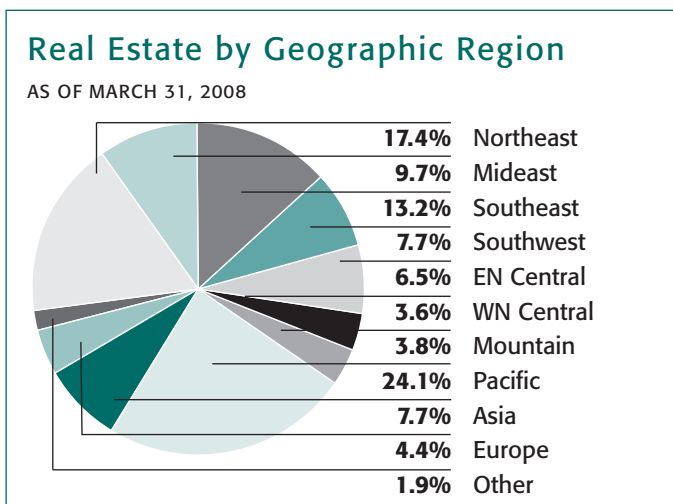 Real Estate by Geographic Region
AS OF MARCH 31, 2008
17.4% Northeast
9.7% Mideast
13.2% Southeast
7.7% Southwest
6.5% EN Central
3.6% WN Central
3.8% Mountain
24.1% Pacific
7.7% Asia
4.4% Europe
1.9% Other